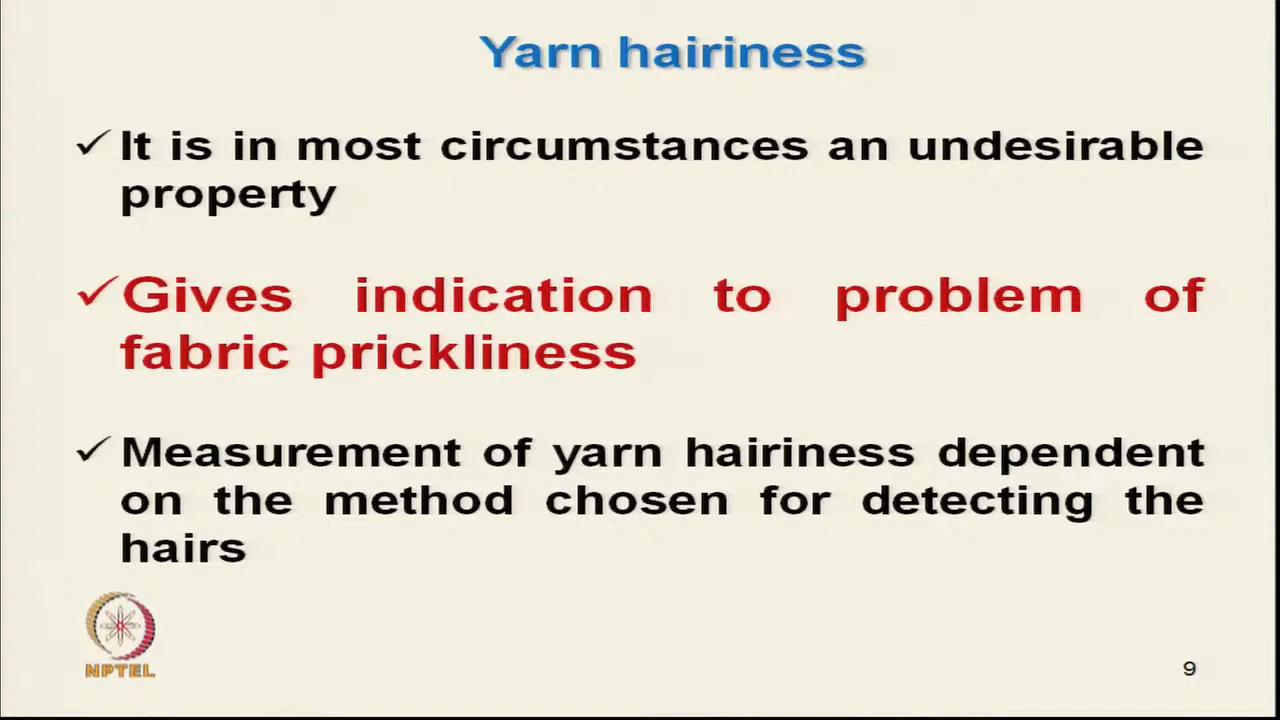 Yarn hairiness
✓ It is in most circumstances an undesirable
property
✓ Gives indication to problem of
fabric prickliness
✓ Measurement of yarn hairiness dependent
on the method chosen for detecting the
hairs
NPTEL
9